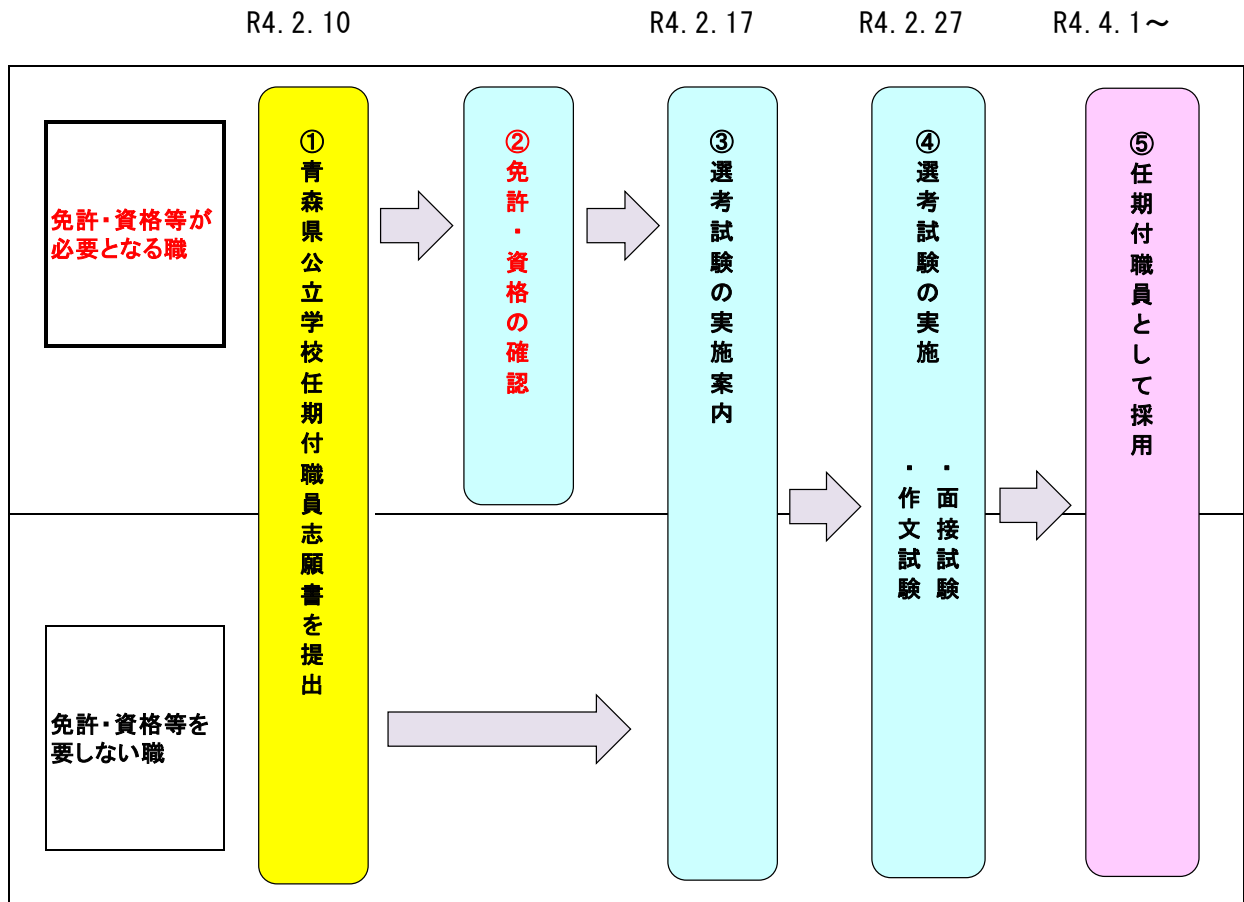 R4.2.10
R4.2.17
R4.2.27
R4.4.1～
免許・資格等が
必要となる職
①青森県公立学校任期付職員志願書を提出
②免許・資格の確認
③選考試験の実施案内
④選考試験の実施
・面接試験
・作文試験
⑤任期付職員として採用
免許・資格等を
要しない職